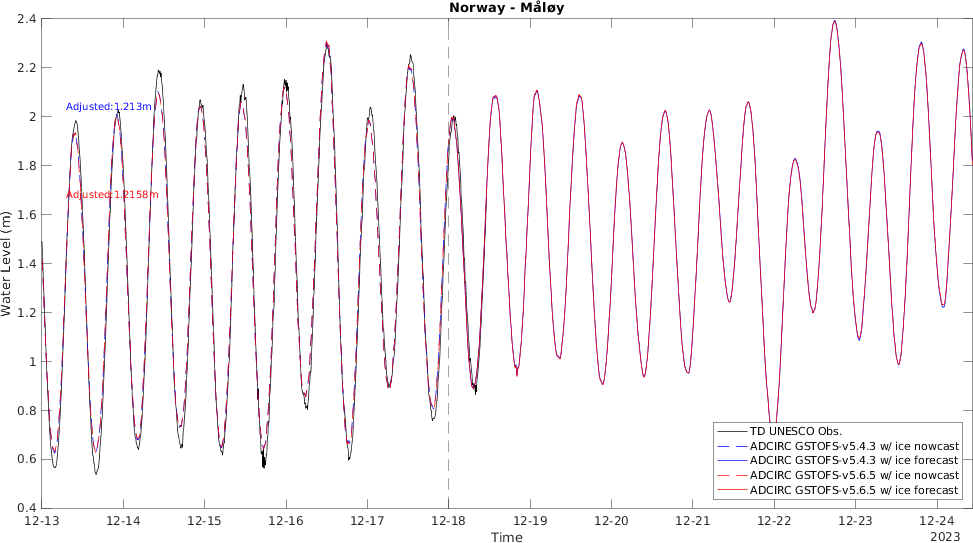 Norway - Måløy
2.4
2.2
2
1.8
1.6
1.4
1.2
1
0.8
0.6
0.4
Water Level (m)
Adjusted:1.213m
Adjusted:1.2158m
TD UNESCO Obs.
ADCIRC GSTOFS-v5.4.3 w/ ice nowcast
ADCIRC GSTOFS-v5.4.3 w/ ice forecast
ADCIRC GSTOFS-v5.6.5 w/ ice nowcast
ADCIRC GSTOFS-v5.6.5 w/ ice forecast
12-13 12-14 12-15 12-16 12-17 12-18 12-19 12-20 12-21 12-22 12-23 12-24
Time
2023